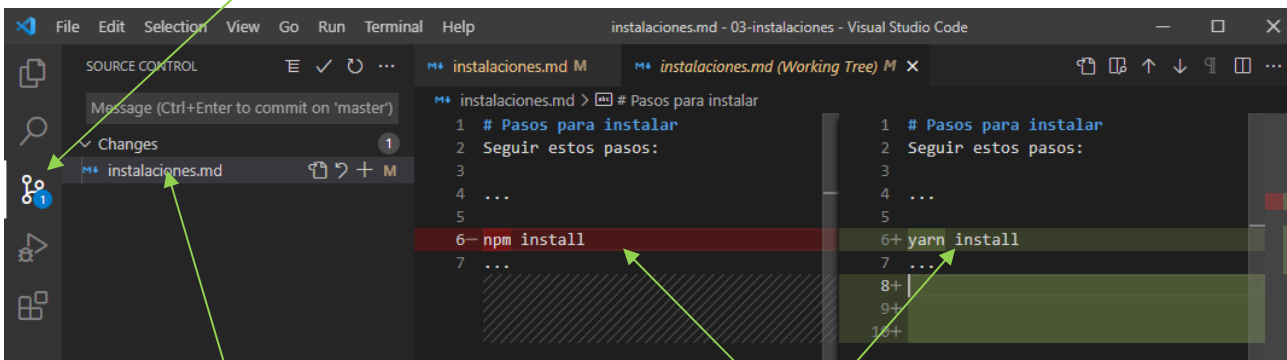 File Edit Selection View Go Run Terminal Help instalaciones.md - 03-instalaciones - Visual Studio Code
SOURCE CONTROL
Message (Ctrl+Enter to commit on 'master')
Changes 1
instalaciones.md M
1
instalaciones.md M instalaciones.md (Working Tree) M
instalaciones.md > # Pasos para instalar
1 # Pasos para instalar
2 Seguir estos pasos:
3
4 ...
5
6- npm install
7 ...
1 # Pasos para instalar
2 Seguir estos pasos:
3
4 ...
5
6+ yarn install
7 ...
8+
9+
10+